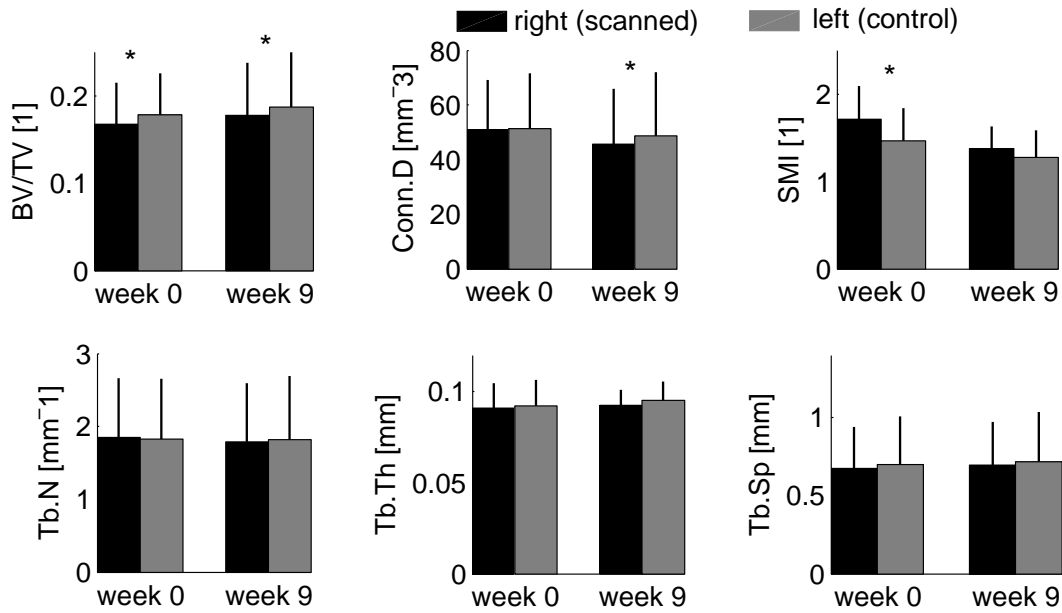 right (scanned)
left (control)
BV/TV [1]
0.2
0.1
0
*
*
week 0
week 9
Conn.D [mm¯3]
80
60
40
20
0
*
week 0
week 9
SMI [1]
2
1
0
*
week 0
week 9
Tb.N [mm¯1]
3
2
1
0
week 0
week 9
Tb.Th [mm]
0.1
0.05
0
week 0
week 9
Tb.Sp [mm]
1
0.5
0
week 0
week 9